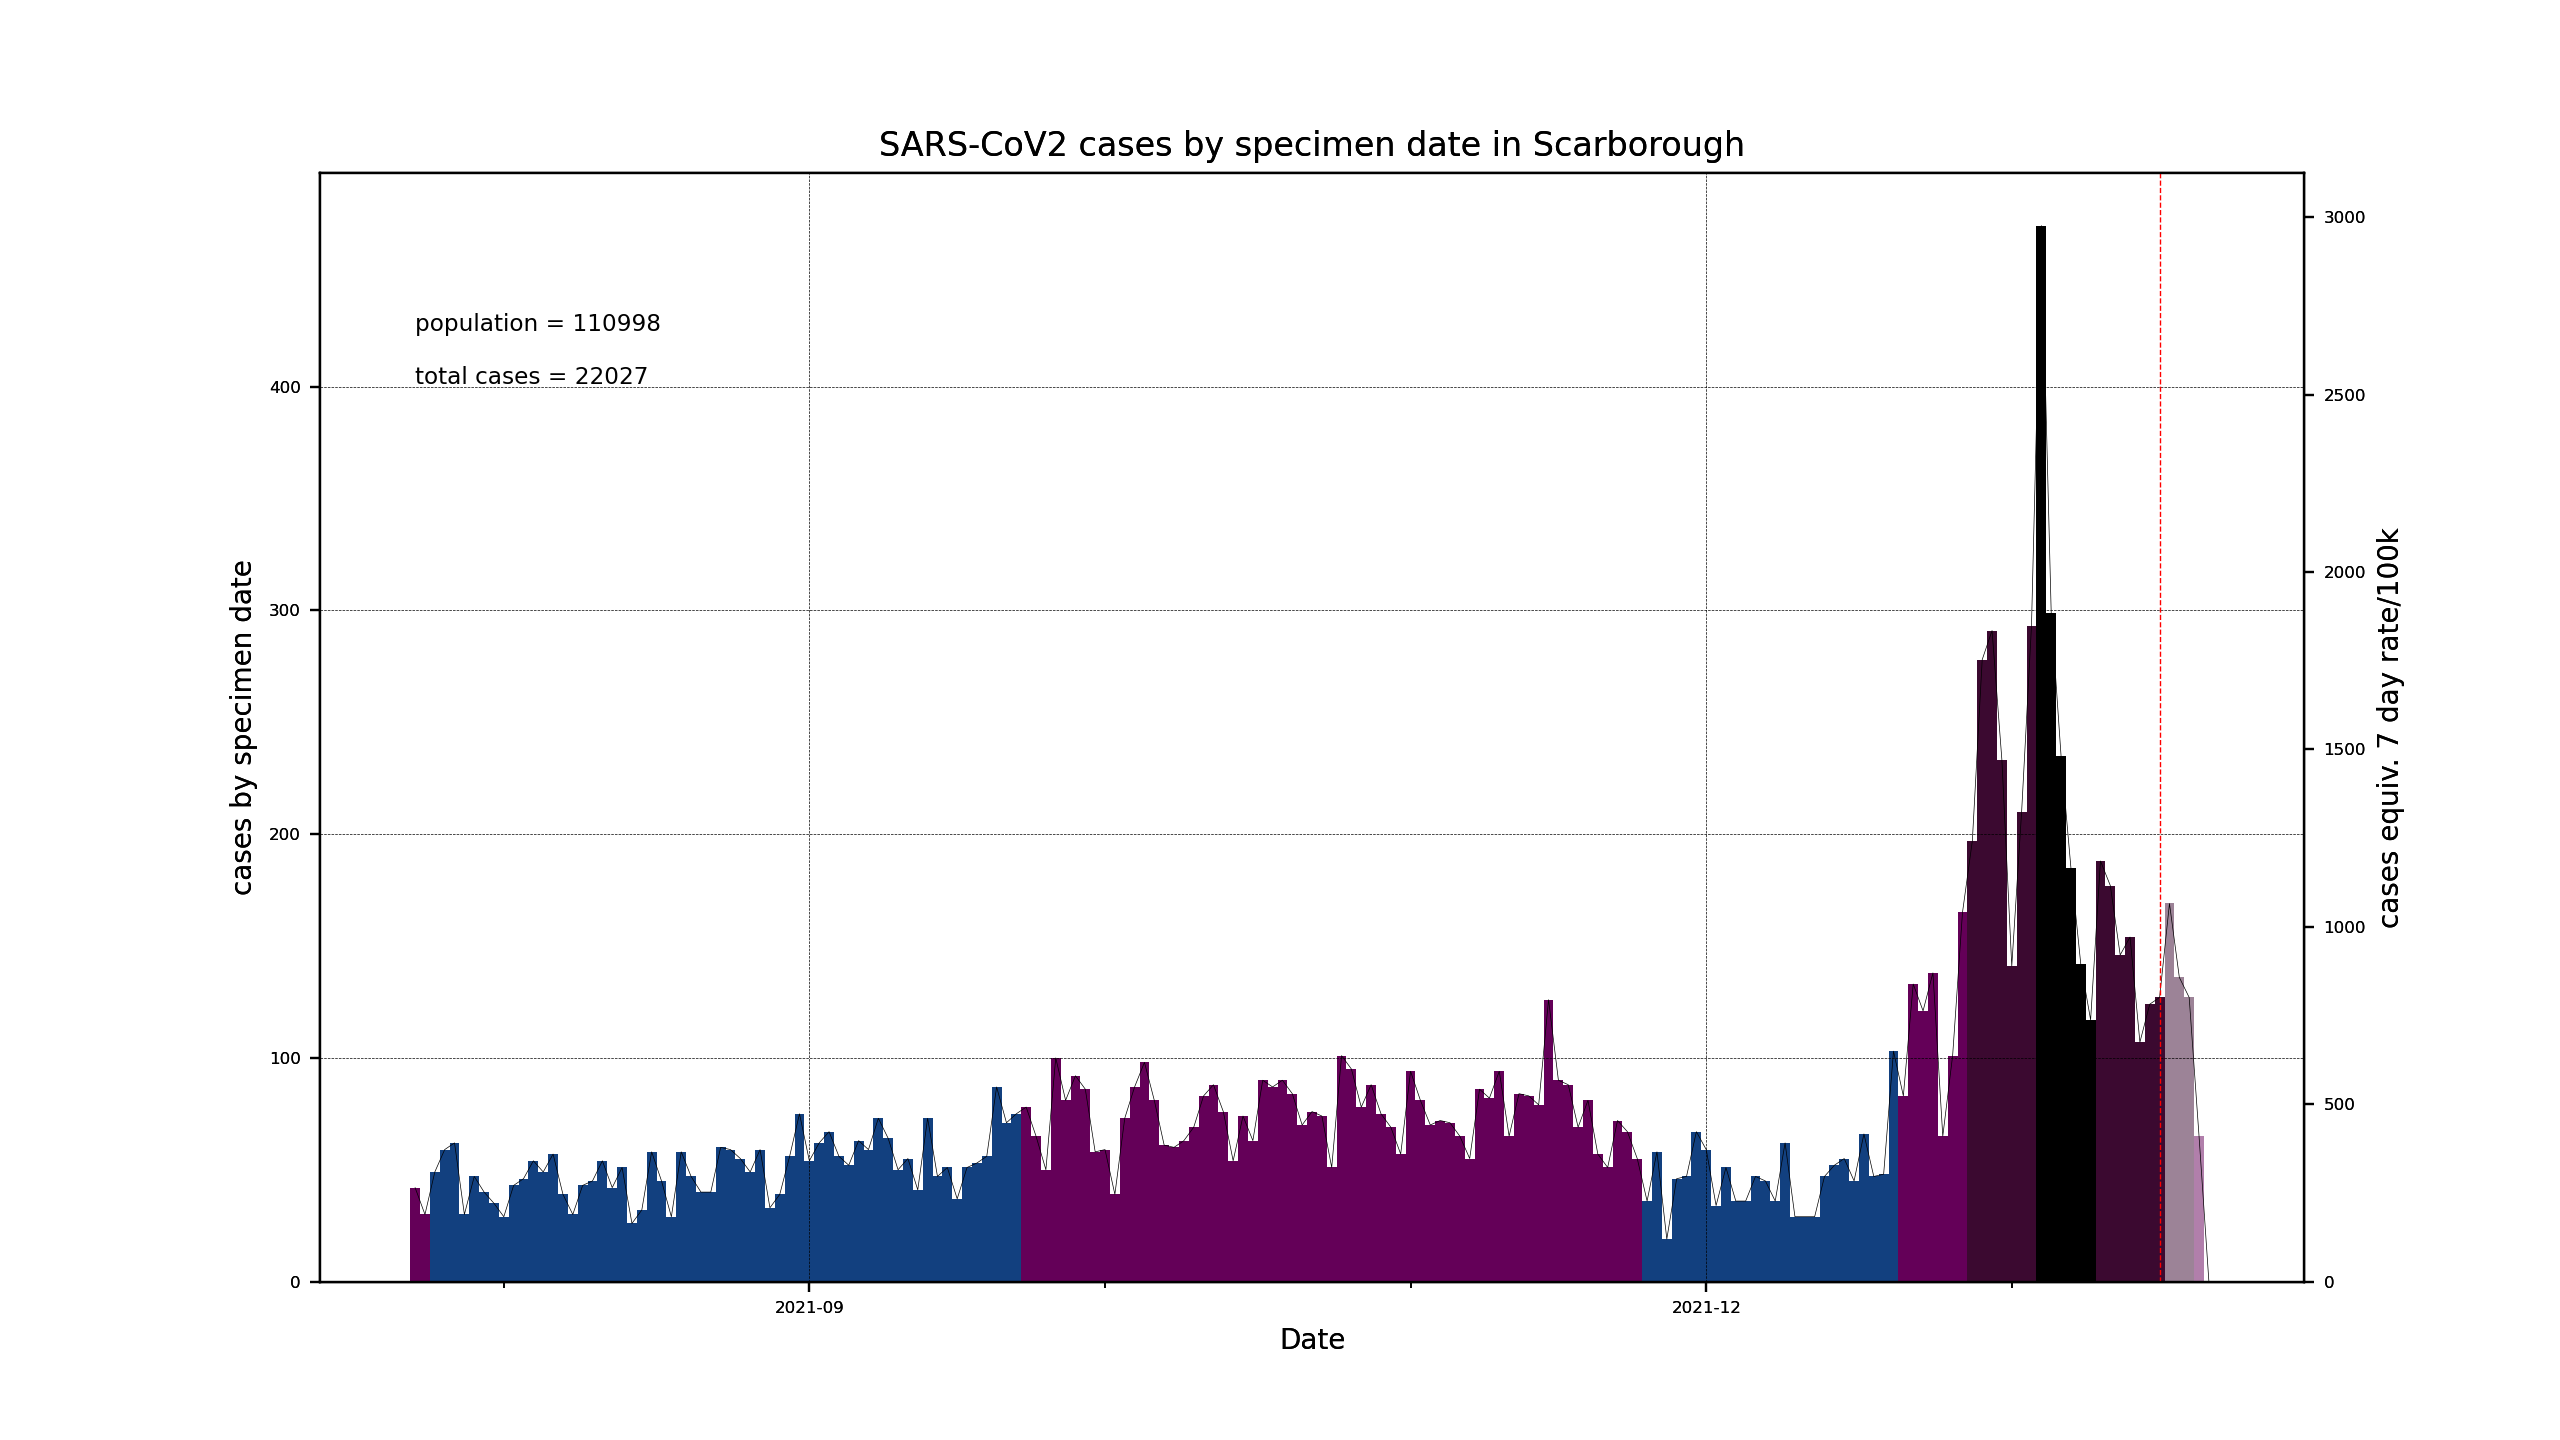 SARS-CoV2 cases by specimen date in Scarborough
population = 110998
total cases = 22027
cases by specimen date
400
300
200
100
0
3000
2500
2000
1500
1000
500
0
cases equiv. 7 day rate/100k
2021-09
2021-12
Date